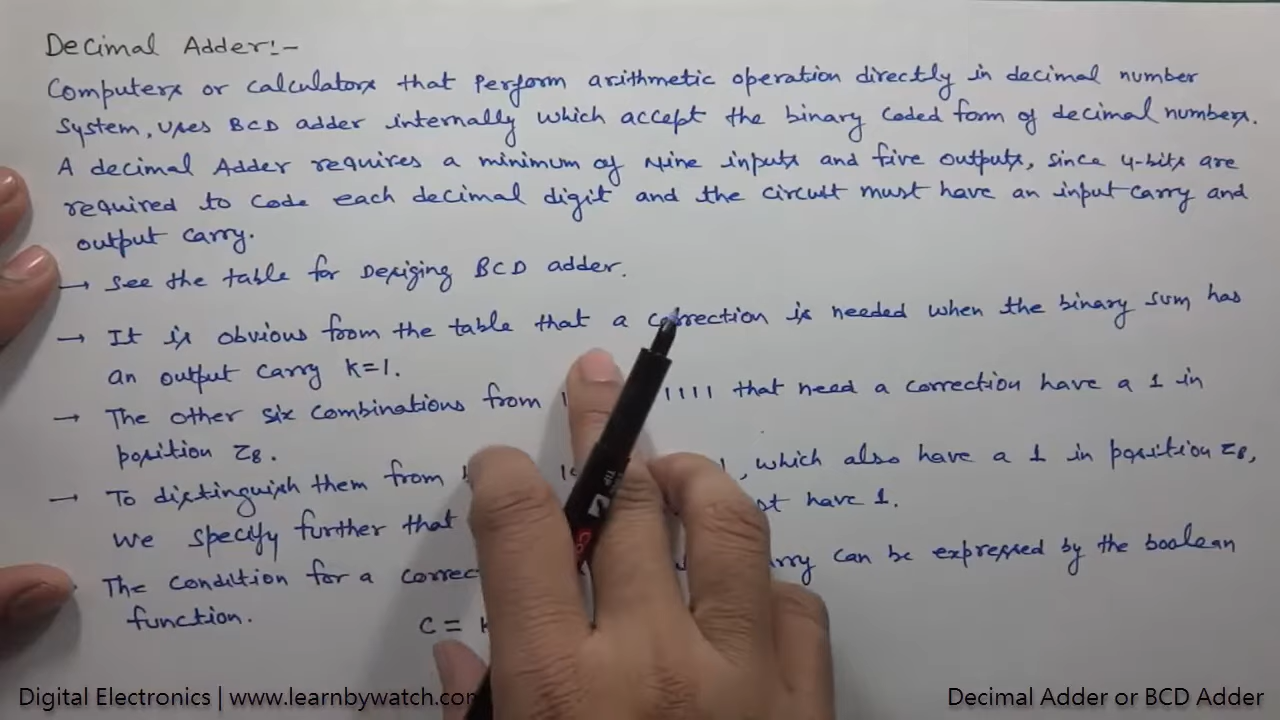 Decimal Adder:-
Computers or calculators that perform arithmetic operation directly in decimal number
system, uses BCD adder internally which accept the binary coded form of decimal numbers.
A decimal Adder requires a minimum of Nine inputs and five outputs, since 4-bits are
required to code each decimal digit and the circuit must have an input carry and
output carry.
→ See the table for Desiging BCD adder.
→ It is obvious from the table that a correction is needed when the binary sum has
an output carry K=1.
→ The other six combinations from 1111 that need a correction have a 1 in
position Z8.
→ To distinguish them from , which also have a 1 in position Z8,
we specify further that have 1.
The condition for a can be expressed by the boolean
function.
C =
Digital Electronics | www.learnbywatch.com
Decimal Adder or BCD Adder